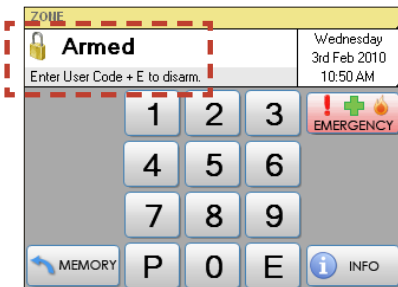 ZONE
Armed
Enter User Code + E to disarm.
Wednesday
3rd Feb 2010
10:50 AM
1 2 3
EMERGENCY
4 5 6
7 8 9
MEMORY P 0 E INFO